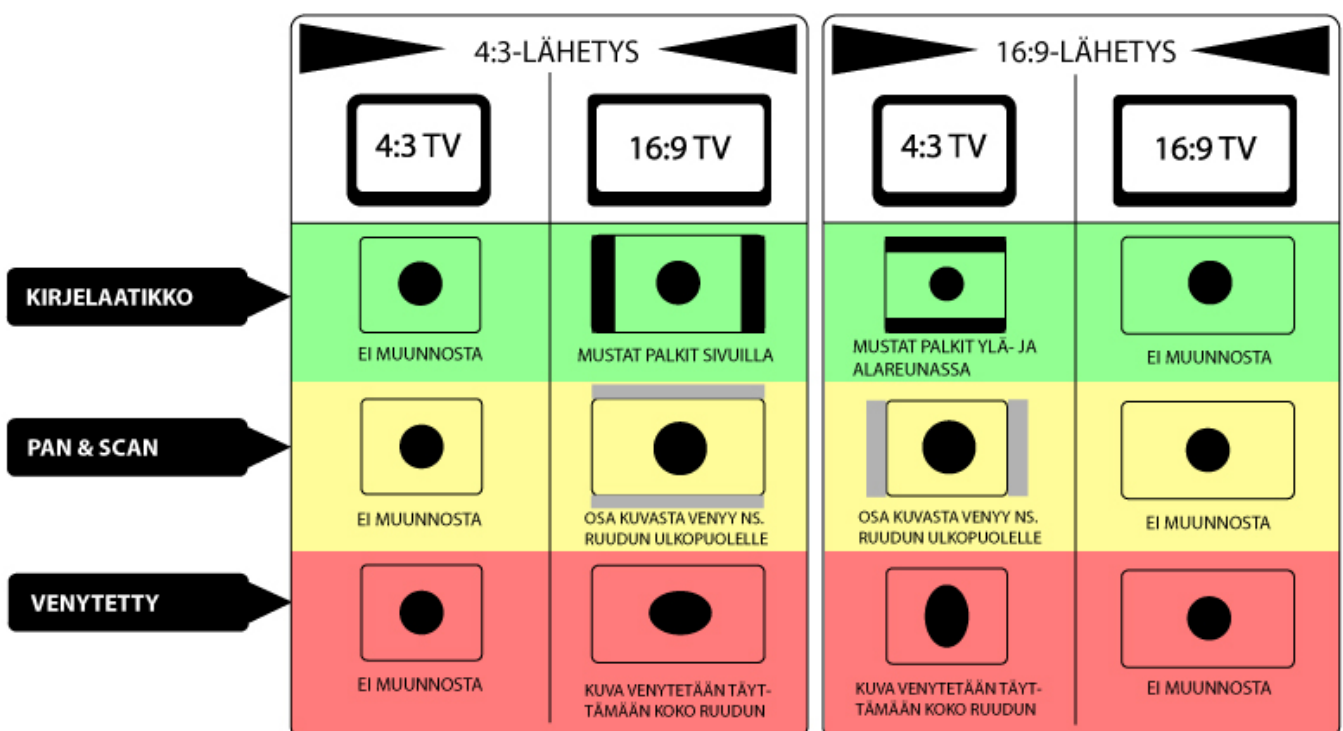 4:3-LÄHETYS
16:9-LÄHETYS
4:3 TV
16:9 TV
4:3 TV
16:9 TV
KIRJELAATIKKO
EI MUUNNOSTA
MUSTAT PALKIT SIVUILLA
MUSTAT PALKIT YLÄ- JA
ALAREUNASSA
EI MUUNNOSTA
PAN & SCAN
EI MUUNNOSTA
OSA KUVASTA VENYY NS.
RUUDUN ULKOPUOLELLE
OSA KUVASTA VENYY NS.
RUUDUN ULKOPUOLELLE
EI MUUNNOSTA
VENYTETTY
EI MUUNNOSTA
KUVA VENYTETÄÄN TÄYT-
TÄMÄÄN KOKO RUUDUN
KUVA VENYTETÄÄN TÄYT-
TÄMÄÄN KOKO RUUDUN
EI MUUNNOSTA